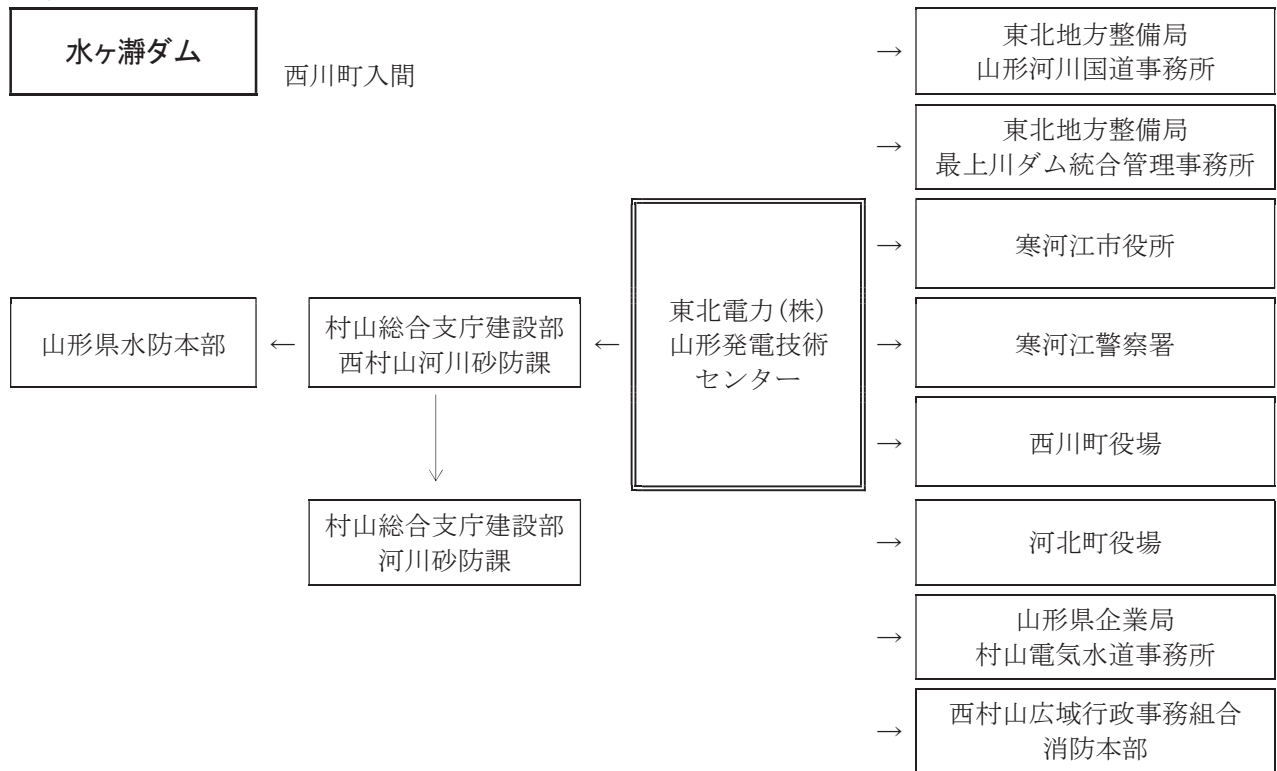 水ヶ瀞ダム
西川町入間
→
東北地方整備局
山形河川国道事務所
→
東北地方整備局
最上川ダム統合管理事務所
→
寒河江市役所
山形県水防本部
←
村山総合支庁建設部
西村山河川砂防課
←
東北電力(株)
山形発電技術
センター
→
寒河江警察署
→
西川町役場
村山総合支庁建設部
河川砂防課
→
河北町役場
→
山形県企業局
村山電気水道事務所
→
西村山広域行政事務組合
消防本部